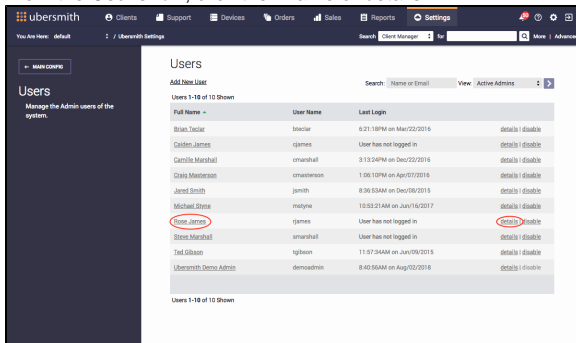 ubersmith Clients Support Devices Orders Sales Reports Settings
You Are Here: default / Ubersmith Settings Search Client Manager for More | Advanced
← MAIN CONFIG
Users
Manage the Admin users of the system.
Users
Add New User Search: Name or Email View: Active Admins
Users 1-10 of 10 Shown
Full Name User Name Last Login
Brian Teclar bteclar 6:21:18PM on Mar/22/2016 details | disable
Caiden James cjames User has not logged in details | disable
Camille Marshall cmarshall 3:13:24PM on Dec/22/2016 details | disable
Craig Masterson cmasterson 1:06:10PM on Apr/07/2016 details | disable
Jared Smith jsmith 8:36:53AM on Dec/08/2015 details | disable
Michael Styne mstyne 10:53:21AM on Jun/16/2017 details | disable
Rose James rjames User has not logged in details | disable
Steve Marshall smarshall User has not logged in details | disable
Ted Gibson tgibson 11:57:34AM on Jun/09/2015 details | disable
Ubersmith Demo Admin demoadmin 8:40:56AM on Aug/02/2018 details | disable
Users 1-10 of 10 Shown